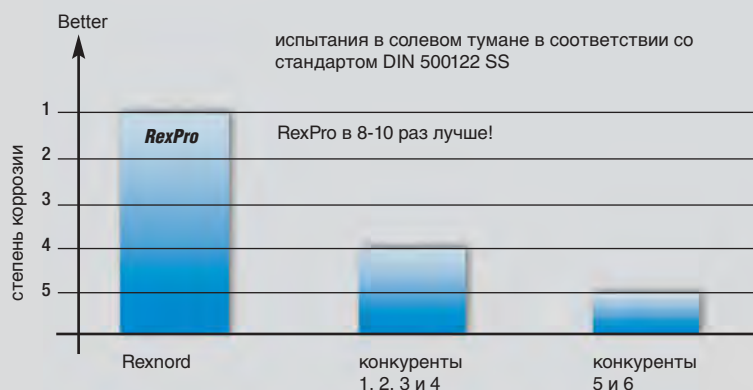 Better
испытания в солевом тумане в соответствии со
стандартом DIN 500122 SS
1
RexPro
RexPro в 8-10 раз лучше!
2
3
4
5
степень коррозии
Rexnord
конкуренты
1, 2, 3 и 4
конкуренты
5 и 6